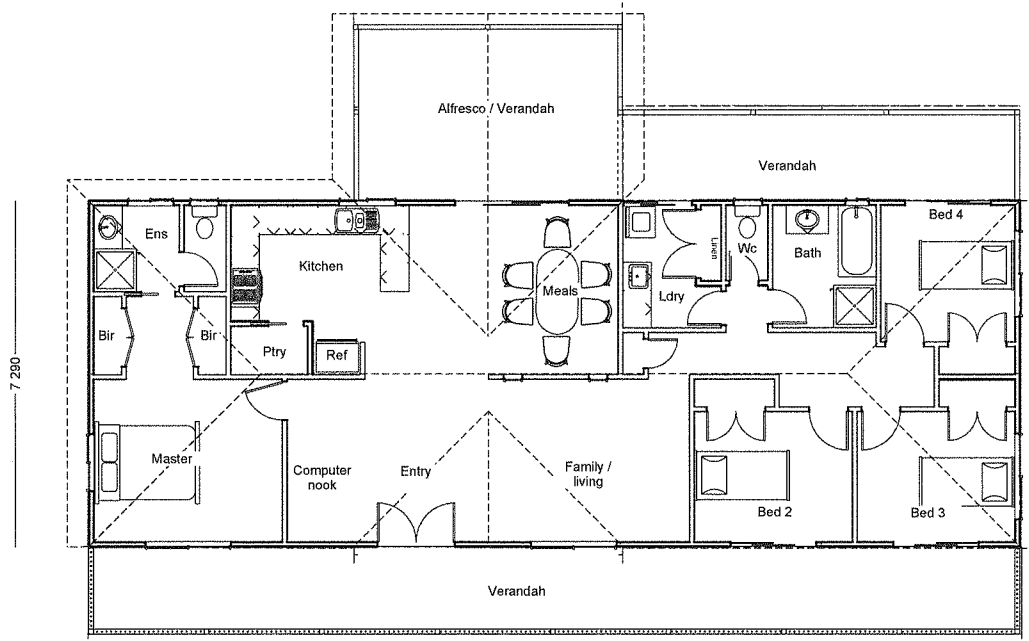 Alfresco / Verandah
Verandah
Bed 4
Ens
Linen
Wc
Bath
Kitchen
Meals
Ldry
Bir
Bir
Ptry
Ref
7 290
Master
Computer
nook
Entry
Family /
living
Bed 2
Bed 3
Verandah